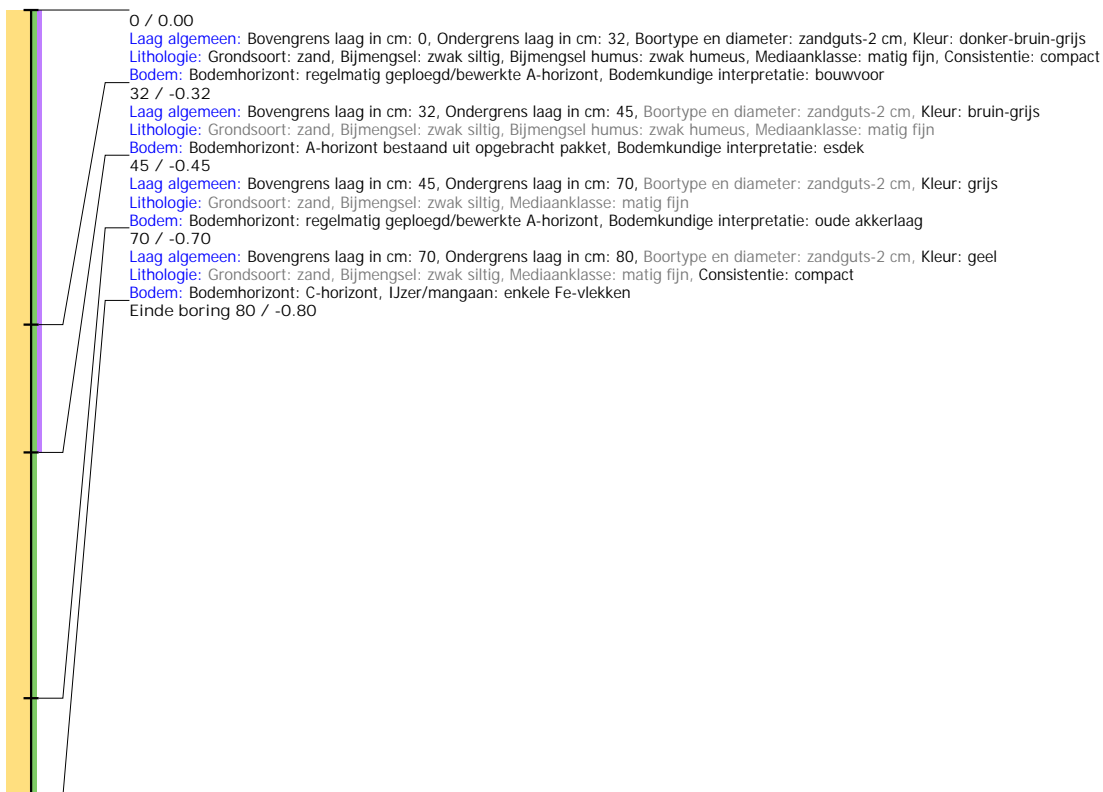 0 / 0.00
Laag algemeen: Bovengrens laag in cm: 0, Ondergrens laag in cm: 32, Boortype en diameter: zandguts-2 cm, Kleur: donker-bruin-grijs
Lithologie: Grondsoort: zand, Bijmengsel: zwak siltig, Bijmengsel humus: zwak humeus, Mediaanklasse: matig fijn, Consistentie: compact
Bodem: Bodemhorizont: regelmatig geploegd/bewerkte A-horizont, Bodemkundige interpretatie: bouwvoor
32 / -0.32
Laag algemeen: Bovengrens laag in cm: 32, Ondergrens laag in cm: 45, Boortype en diameter: zandguts-2 cm, Kleur: bruin-grijs
Lithologie: Grondsoort: zand, Bijmengsel: zwak siltig, Bijmengsel humus: zwak humeus, Mediaanklasse: matig fijn
Bodem: Bodemhorizont: A-horizont bestaand uit opgebracht pakket, Bodemkundige interpretatie: esdek
45 / -0.45
Laag algemeen: Bovengrens laag in cm: 45, Ondergrens laag in cm: 70, Boortype en diameter: zandguts-2 cm, Kleur: grijs
Lithologie: Grondsoort: zand, Bijmengsel: zwak siltig, Mediaanklasse: matig fijn
Bodem: Bodemhorizont: regelmatig geploegd/bewerkte A-horizont, Bodemkundige interpretatie: oude akkerlaag
70 / -0.70
Laag algemeen: Bovengrens laag in cm: 70, Ondergrens laag in cm: 80, Boortype en diameter: zandguts-2 cm, Kleur: geel
Lithologie: Grondsoort: zand, Bijmengsel: zwak siltig, Mediaanklasse: matig fijn, Consistentie: compact
Bodem: Bodemhorizont: C-horizont, IJzer/mangaan: enkele Fe-vlekken
Einde boring 80 / -0.80